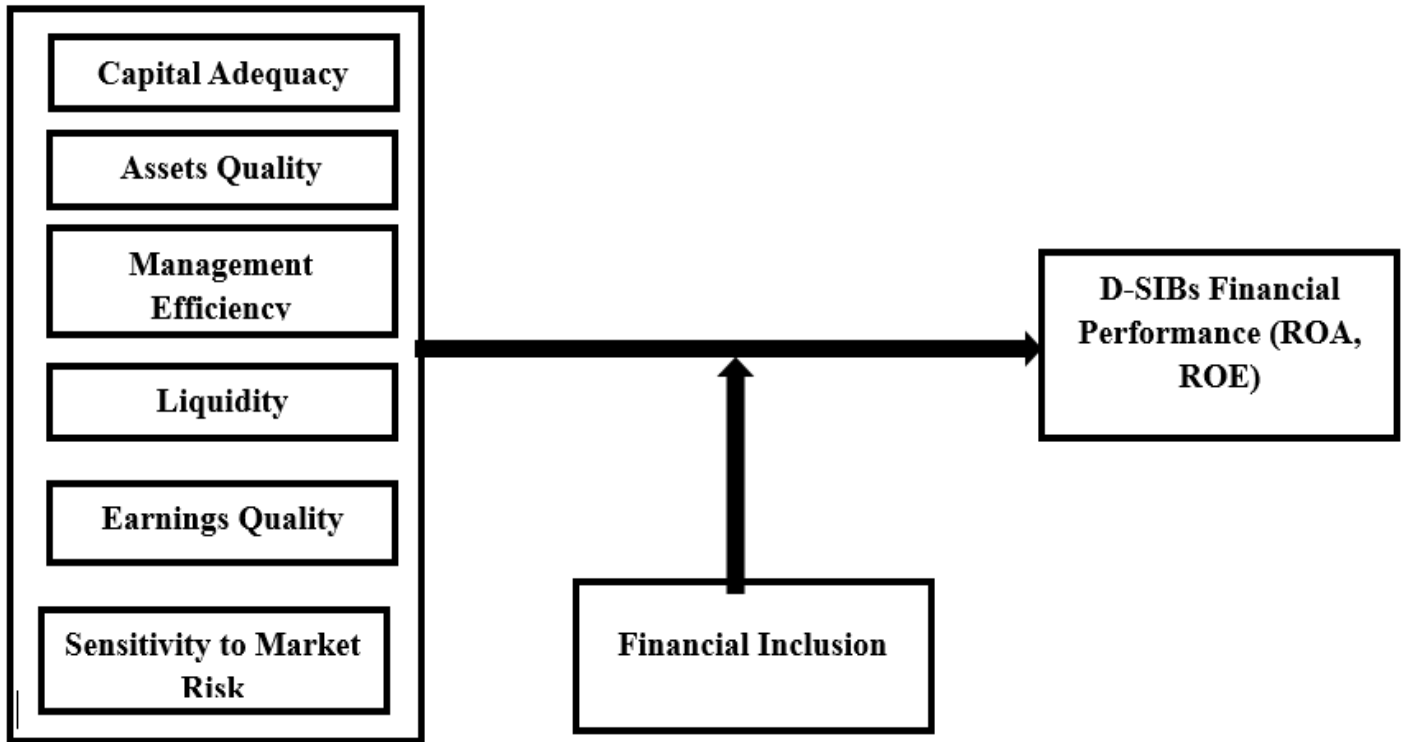 Capital Adequacy
Assets Quality
Management
Efficiency
Liquidity
Earnings Quality
Sensitivity to Market
Risk
D-SIBs Financial
Performance (ROA,
ROE)
Financial Inclusion